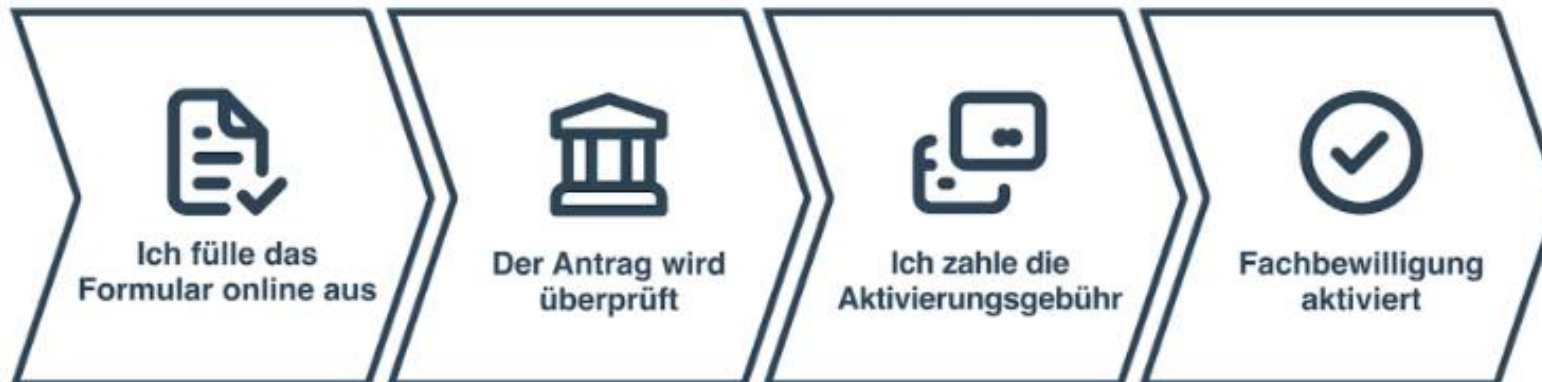 Ich fülle das
Formular online aus
Der Antrag wird
überprüft
Ich zahle die
Aktivierungsgebühr
Fachbewilligung
aktiviert